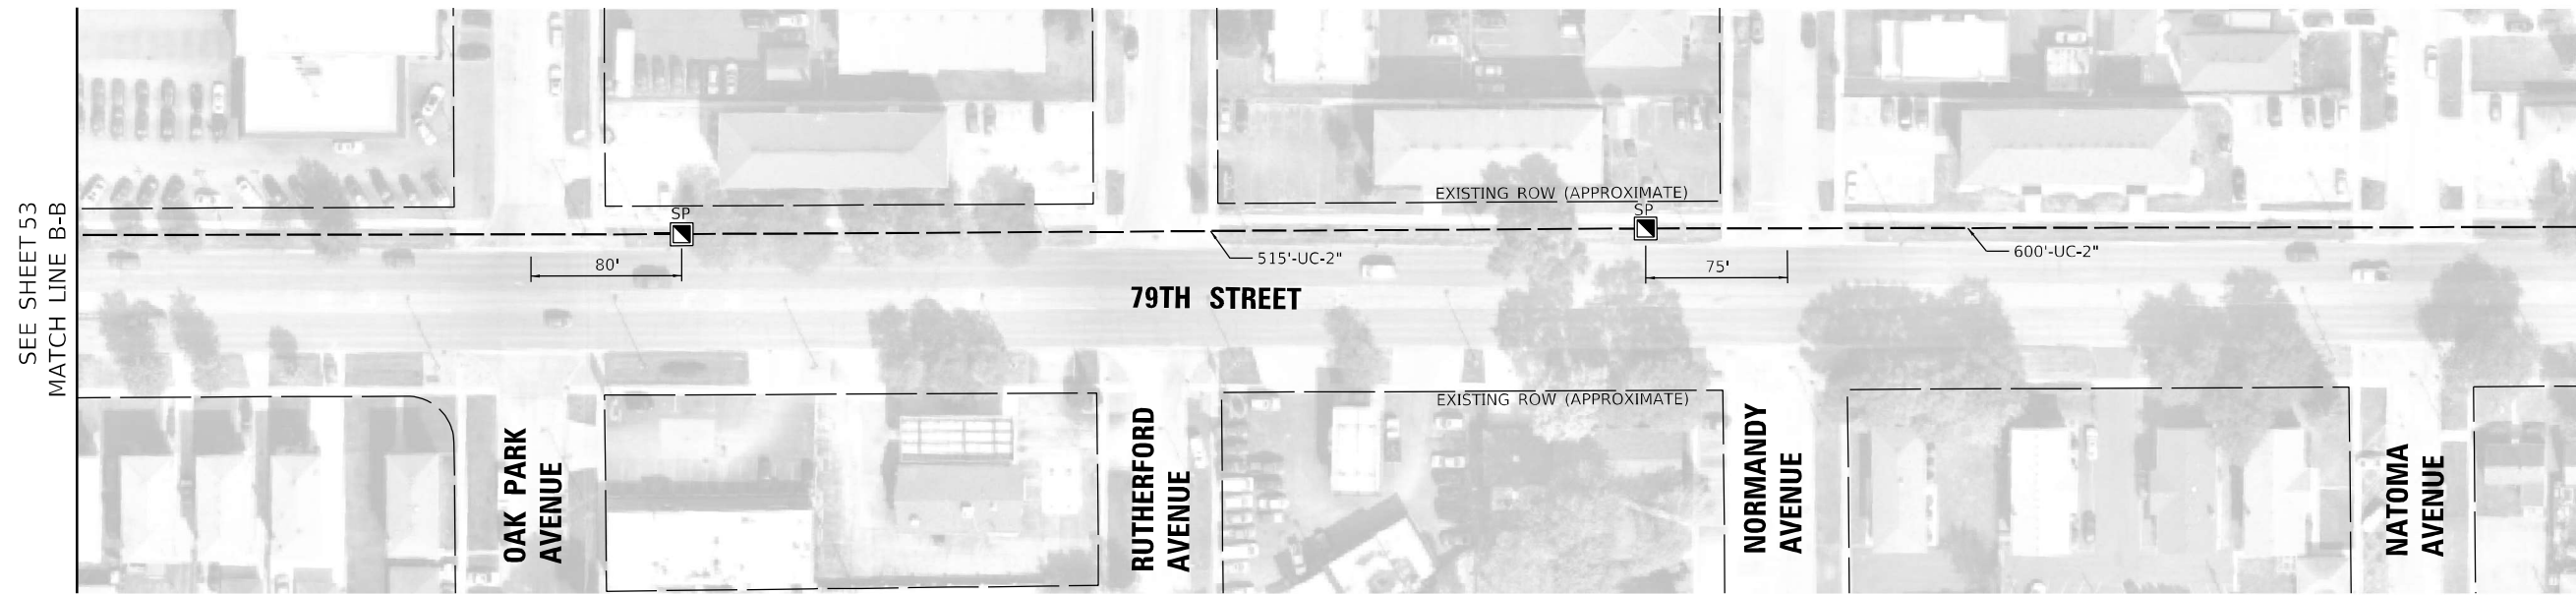 SEE SHEET 53
MATCH LINE B-B
EXISTING ROW (APPROXIMATE)
SP
SP
80'
515'-UC-2"
75'
600'-UC-2"
79TH STREET
EXISTING ROW (APPROXIMATE)
OAK PARK
AVENUE
RUTHERFORD
AVENUE
NORMANDY
AVENUE
NATOMA
AVENUE